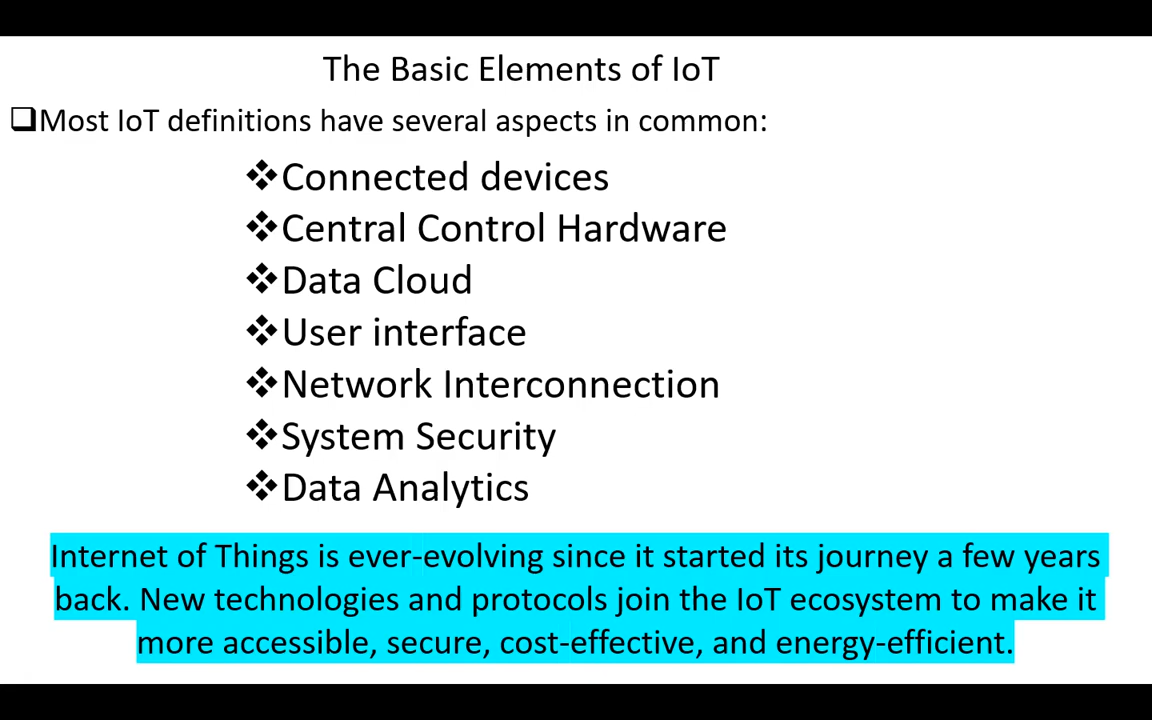 The Basic Elements of IoT
❑Most IoT definitions have several aspects in common:
❖Connected devices
❖Central Control Hardware
❖Data Cloud
❖User interface
❖Network Interconnection
❖System Security
❖Data Analytics
Internet of Things is ever-evolving since it started its journey a few years
back. New technologies and protocols join the IoT ecosystem to make it
more accessible, secure, cost-effective, and energy-efficient.